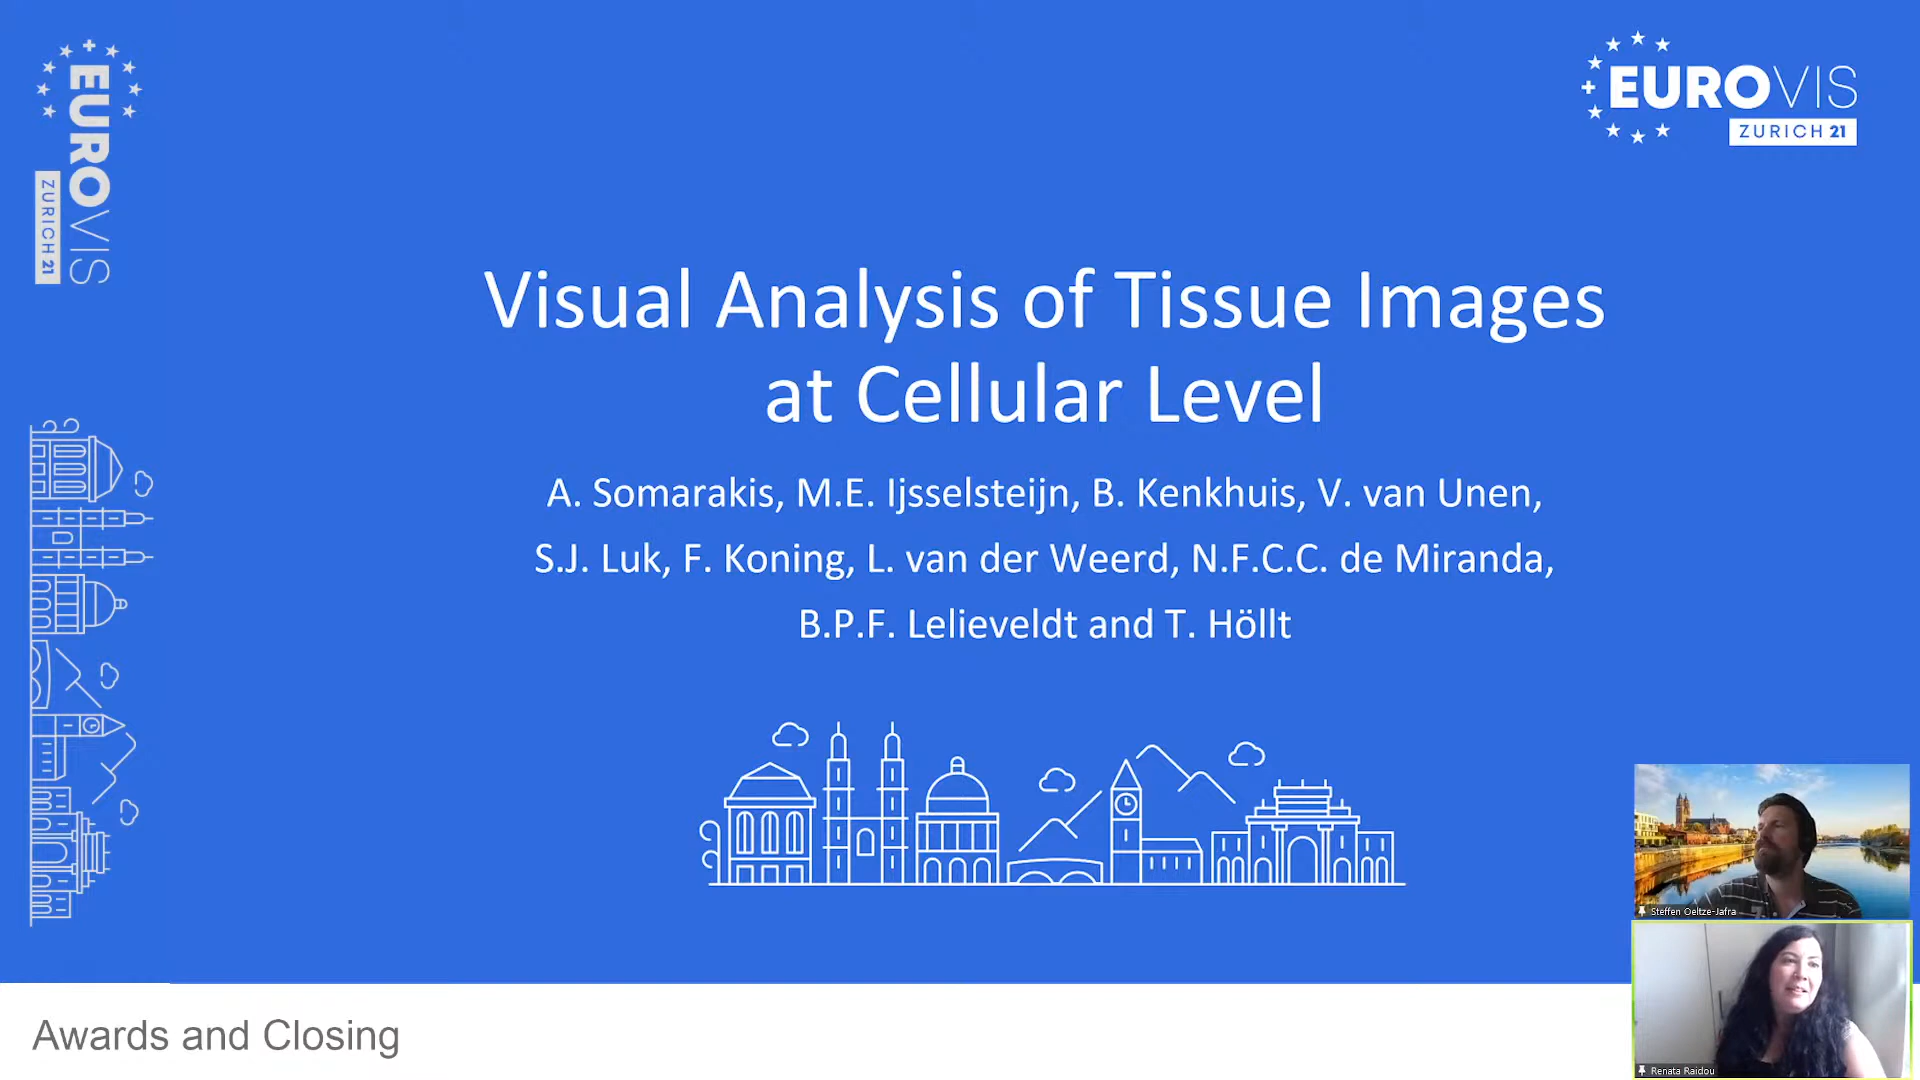 EUROVIS
ZURICH 21
EUROVIS
ZURICH 21
Visual Analysis of Tissue Images
at Cellular Level
A. Somarakis, M.E. Ijsselsteijn, B. Kenkhuis, V. van Unen,
S.J. Luk, F. Koning, L. van der Weerd, N.F.C.C. de Miranda,
B.P.F. Lelieveldt and T. Höllt
Steffen Oeltze-Jafra
Renata Raidou
Awards and Closing